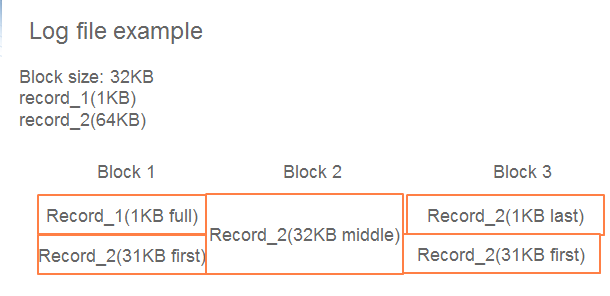 Log file example
Block size: 32KB
record_1(1KB)
record_2(64KB)
Block 1
Block 2
Block 3
Record_1(1KB full)
Record_2(31KB first)
Record_2(32KB middle)
Record_2(1KB last)
Record_2(31KB first)